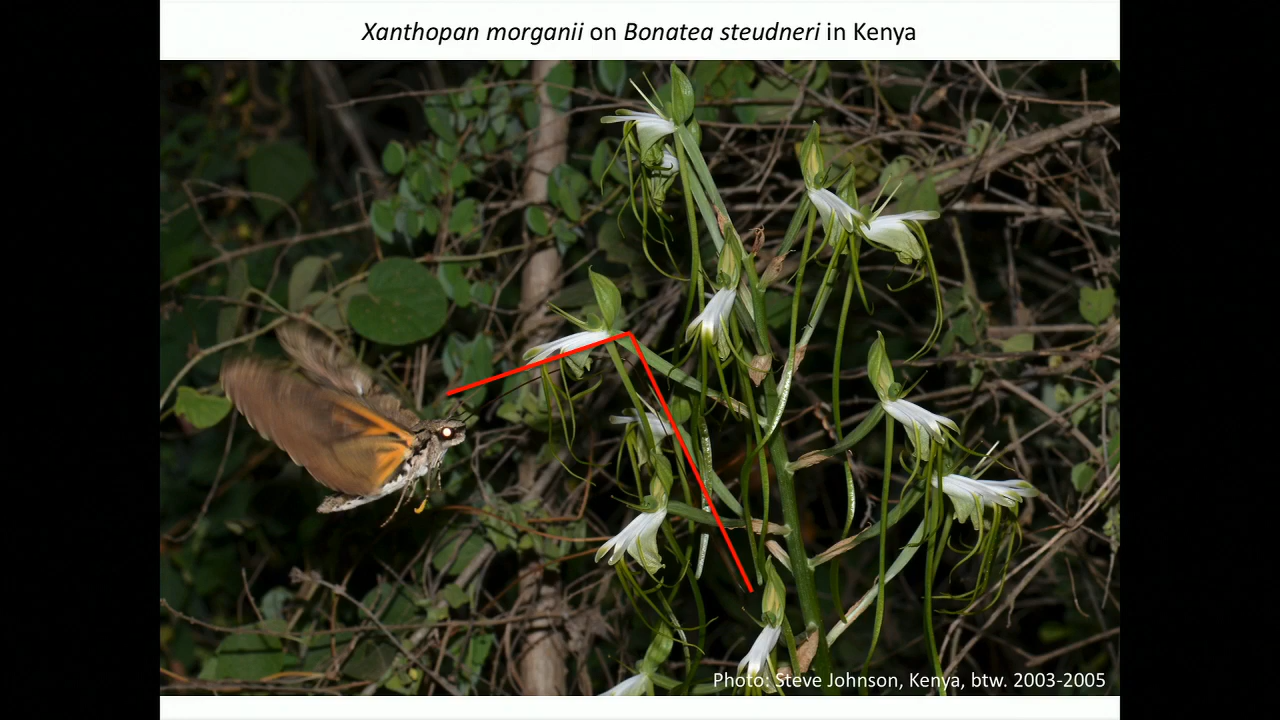 Xanthopan morganii on Bonatea steudneri in Kenya
Photo: Steve Johnson, Kenya, btw. 2003-2005